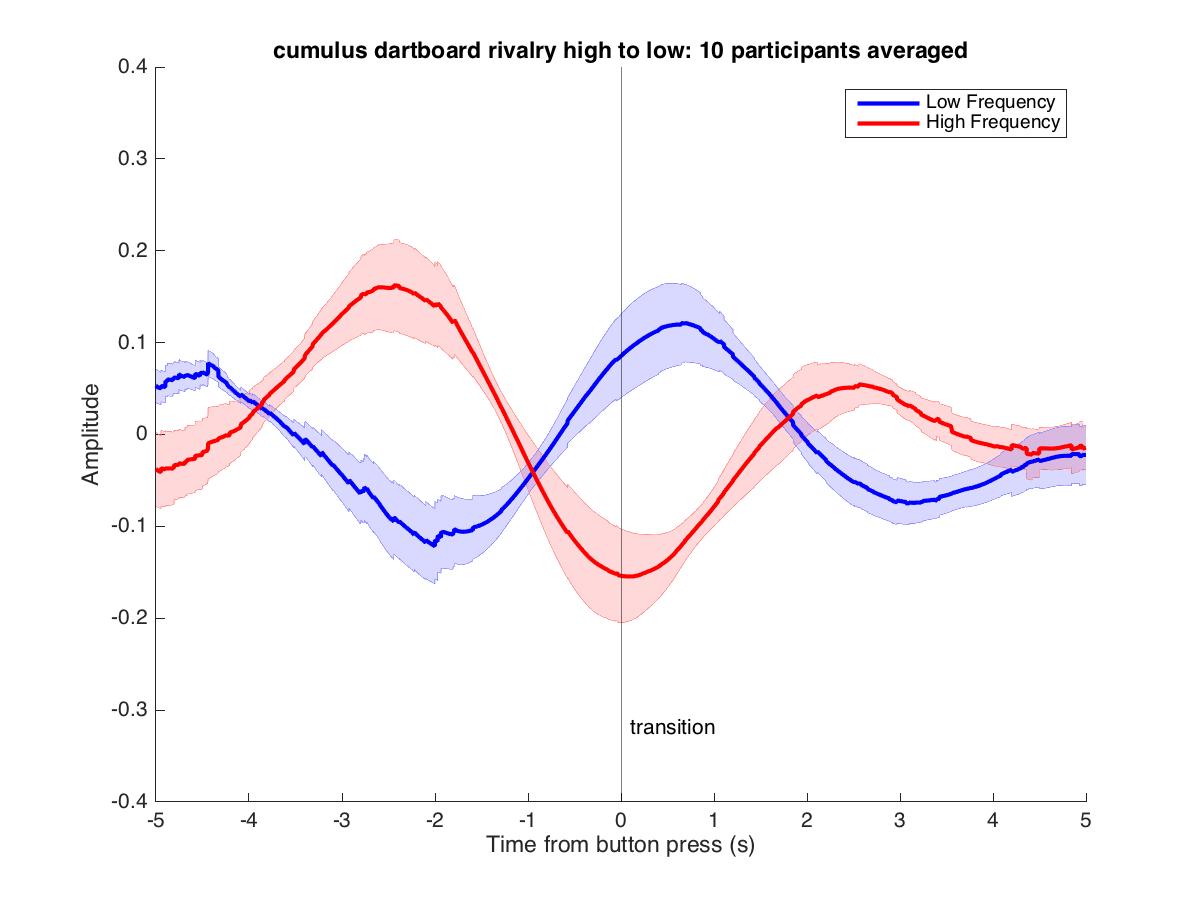 cumulus dartboard rivalry high to low: 10 participants averaged
0.4
0.3
0.2
0.1
0
-0.1
-0.2
-0.3
-0.4
Amplitude
Low Frequency
High Frequency
transition
-5 -4 -3 -2 -1 0 1 2 3 4 5
Time from button press (s)